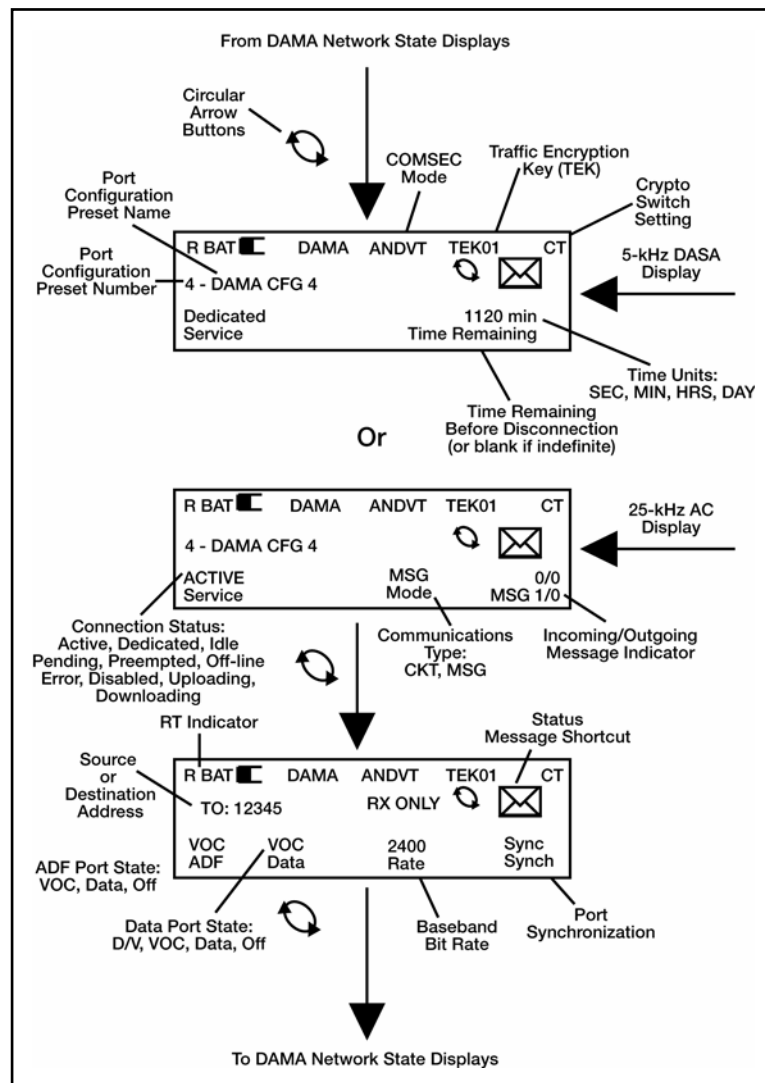 From DAMA Network State Displays
Circular
Arrow
Buttons
COMSEC
Mode
Traffic Encryption
Key (TEK)
Port
Configuration
Preset Name
Crypto
Switch
Setting
Port
Configuration
Preset Number
R BAT DAMA ANDVT TEK01 CT
4 - DAMA CFG 4
Dedicated 1120 min
Service Time Remaining
5-kHz DASA
Display
Time Units:
SEC, MIN, HRS, DAY
Time Remaining
Before Disconnection
(or blank if indefinite)
Or
R BAT DAMA ANDVT TEK01 CT
4 - DAMA CFG 4
ACTIVE MSG 0/0
Service Mode MSG 1/0
25-kHz AC
Display
Connection Status:
Active, Dedicated, Idle
Pending, Preempted, Off-line
Error, Disabled, Uploading,
Downloading
Communications
Type:
CKT, MSG
Incoming/Outgoing
Message Indicator
RT Indicator
Status
Message Shortcut
Source
or
Destination
Address
R BAT DAMA ANDVT TEK01 CT
TO: 12345 RX ONLY
VOC VOC 2400 Sync
ADF Data Rate Synch
ADF Port State:
VOC, Data, Off
Data Port State:
D/V, VOC, Data, Off
Baseband
Bit Rate
Port
Synchronization
To DAMA Network State Displays